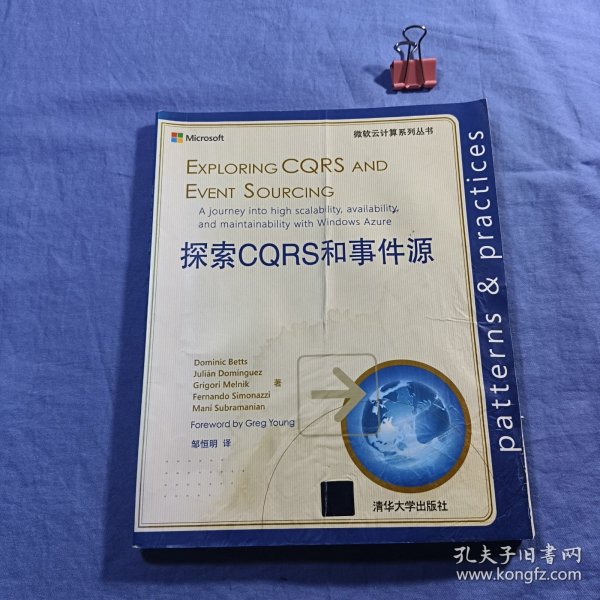 Microsoft
微软云计算系列丛书
EXPLORING CQRS AND
EVENT SOURCING
A journey into high scalability, availability,
and maintainability with Windows Azure
探索CQRS和事件源
patterns & practices
Dominic Betts
Julián Domínguez
Grigori Melnik
著
Fernando Simonazzi
Mani Subramanian
Foreword by Greg Young
邹恒明 译
清华大学出版社
孔夫子旧书网
www.kongfz.com